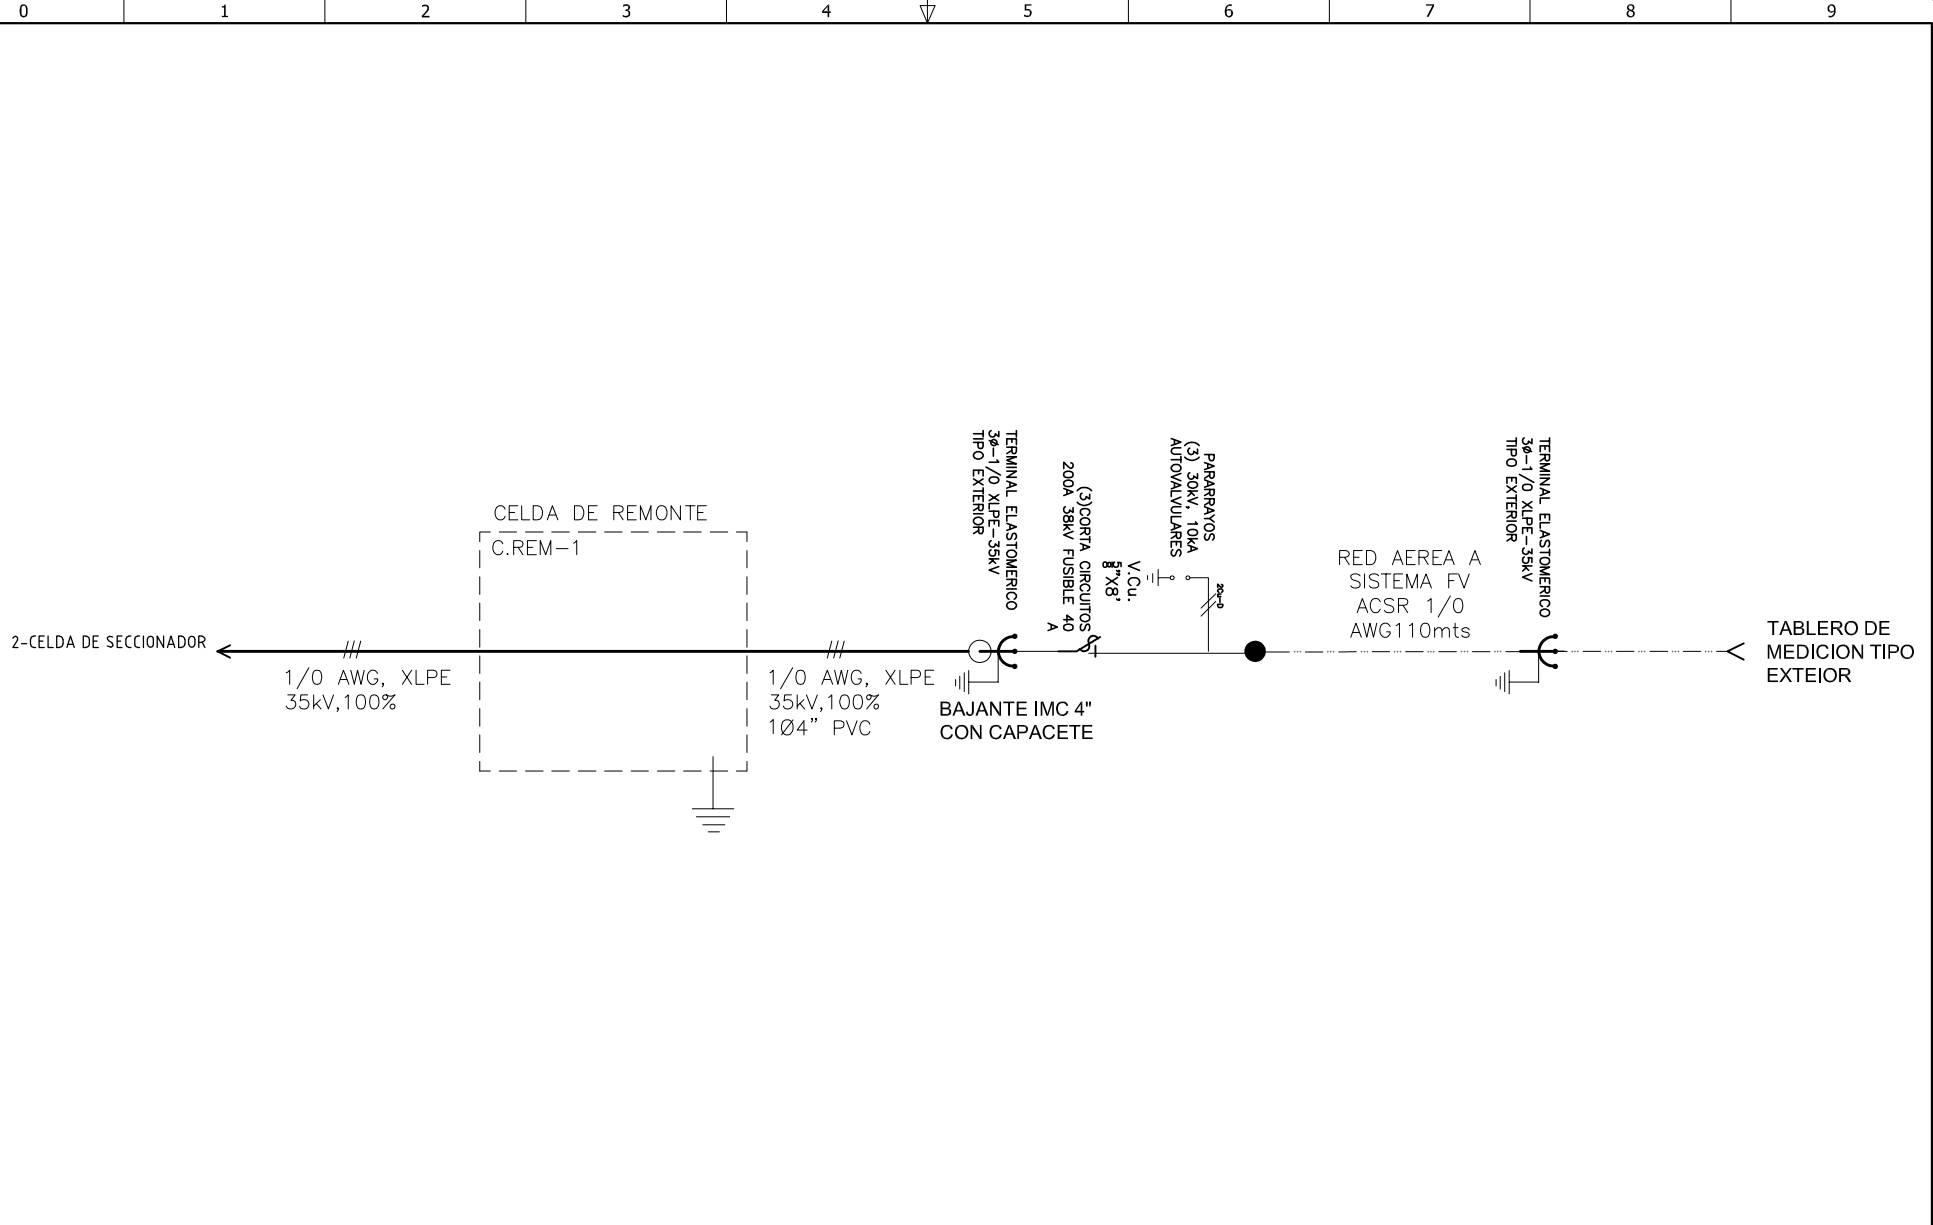 0 1 2 3 4 5 6 7 8 9
2-CELDA DE SECCIONADOR
1/0 AWG, XLPE
35kV,100%
CELDA DE REMONTE
C.REM-1
1/0 AWG, XLPE
35kV,100%
1Ø4" PVC
TERMINAL ELASTOMERICO
3ø-1/0 XLPE-35kV
TIPO EXTERIOR
BAJANTE IMC 4"
CON CAPACETE
(3)CORTA CIRCUITOS
200A 38kV FUSIBLE 40
A
V.Cu.
5"X8'
8
PARARRAYOS
(3) 30kV, 10kA
AUTOVALVULARES
RED AEREA A
SISTEMA FV
ACSR 1/0
AWG110mts
TERMINAL ELASTOMERICO
3ø-1/0 XLPE-35kV
TIPO EXTERIOR
TABLERO DE
MEDICION TIPO
EXTEIOR